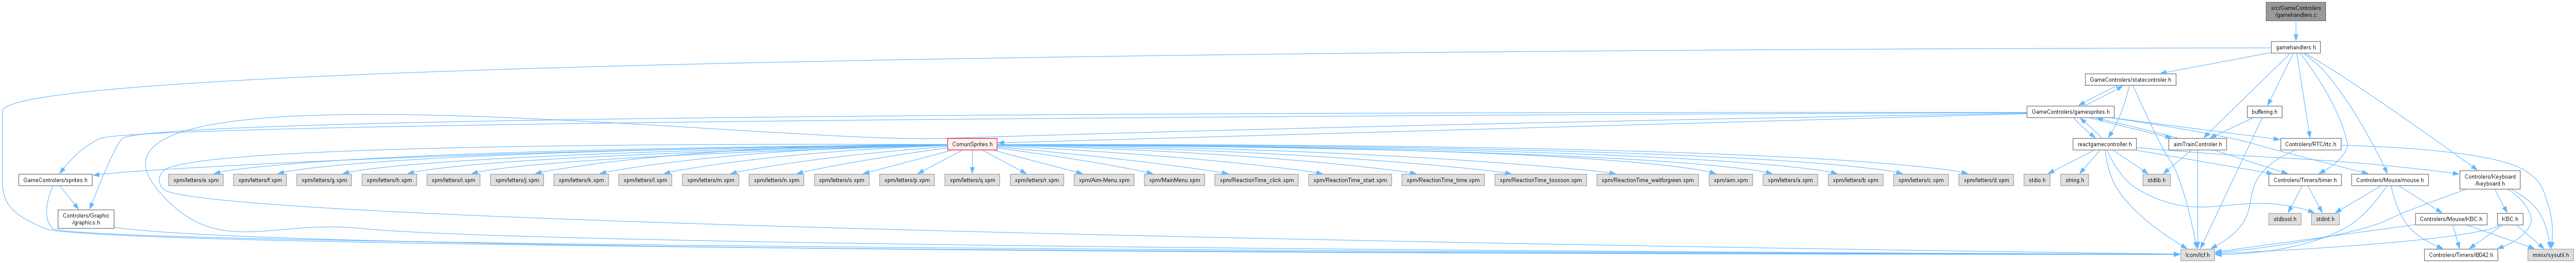 src/GameControlers
/gamehandlers.c
gamehandlers.h
GameControlers/statecontroler.h
GameControlers/gamesprites.h
buffering.h
ComunSprites.h
reactgamecontroller.h
aimTrainControler.h
Controlers/RTC/rtc.h
GameControlers/sprites.h
xpm/letters/e.xpm
xpm/letters/f.xpm
xpm/letters/g.xpm
xpm/letters/h.xpm
xpm/letters/i.xpm
xpm/letters/j.xpm
xpm/letters/k.xpm
xpm/letters/l.xpm
xpm/letters/m.xpm
xpm/letters/n.xpm
xpm/letters/o.xpm
xpm/letters/p.xpm
xpm/letters/q.xpm
xpm/letters/r.xpm
xpm/Aim-Menu.xpm
xpm/MainMenu.xpm
xpm/ReactionTime_click.xpm
xpm/ReactionTime_start.xpm
xpm/ReactionTime_time.xpm
xpm/ReactionTime_toosoon.xpm
xpm/ReactionTime_waitforgreen.xpm
xpm/aim.xpm
xpm/letters/a.xpm
xpm/letters/b.xpm
xpm/letters/c.xpm
xpm/letters/d.xpm
stdio.h
string.h
stdlib.h
Controlers/Timers/timer.h
Controlers/Mouse/mouse.h
Controlers/Keyboard
/keyboard.h
Controlers/Graphic
/graphics.h
stdbool.h
stdint.h
Controlers/Mouse/KBC.h
KBC.h
lcom/lcf.h
Controlers/Timers/i8042.h
minix/sysutil.h